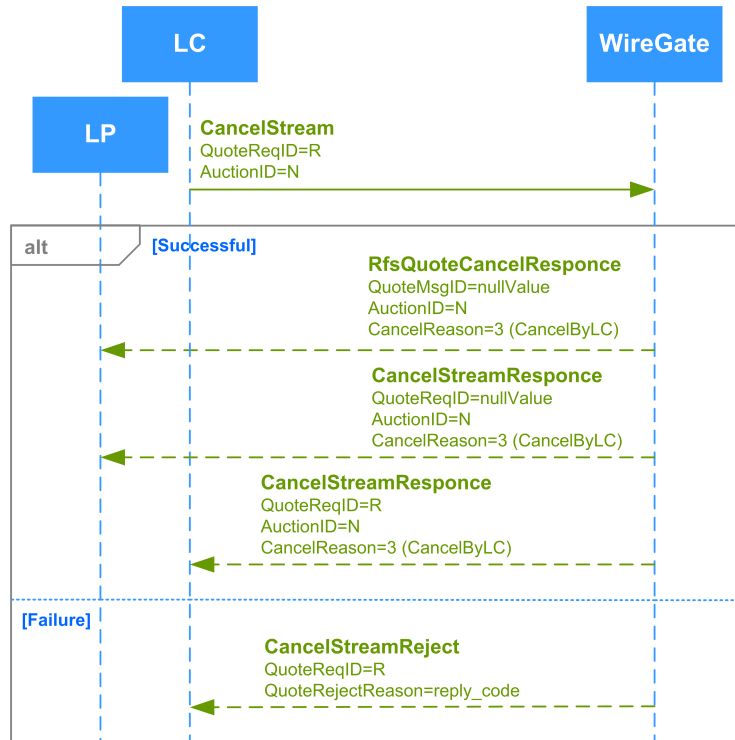 LC
WireGate
LP
CancelStream
QuoteReqID=R
AuctionID=N
alt
[Successful]
RfsQuoteCancelResponce
QuoteMsgID=nullValue
AuctionID=N
CancelReason=3 (CancelByLC)
CancelStreamResponce
QuoteReqID=nullValue
AuctionID=N
CancelReason=3 (CancelByLC)
CancelStreamResponce
QuoteReqID=R
AuctionID=N
CancelReason=3 (CancelByLC)
[Failure]
CancelStreamReject
QuoteReqID=R
QuoteRejectReason=reply_code